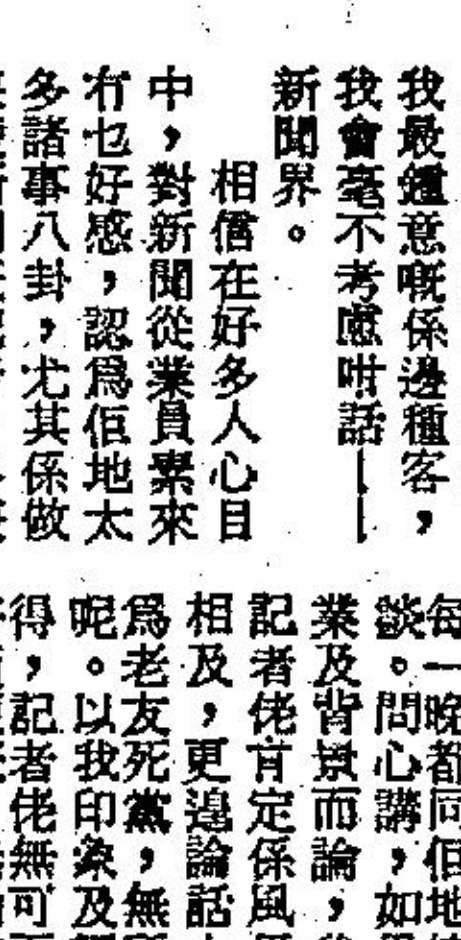 我最鍾意嘅係邊種客，
我會毫不考慮咁話——
新聞界。
相信在好多人心目
中，對新聞從業員素來
冇乜好感，認爲佢地太
多諸事八卦，尤其係做
每一晚都同佢地
談。問心講，如
業及背景而論，
記者佬肯定係風
相及，更邊論話
爲老友死黨，無
呢。以我印象及
得，記者佬無可